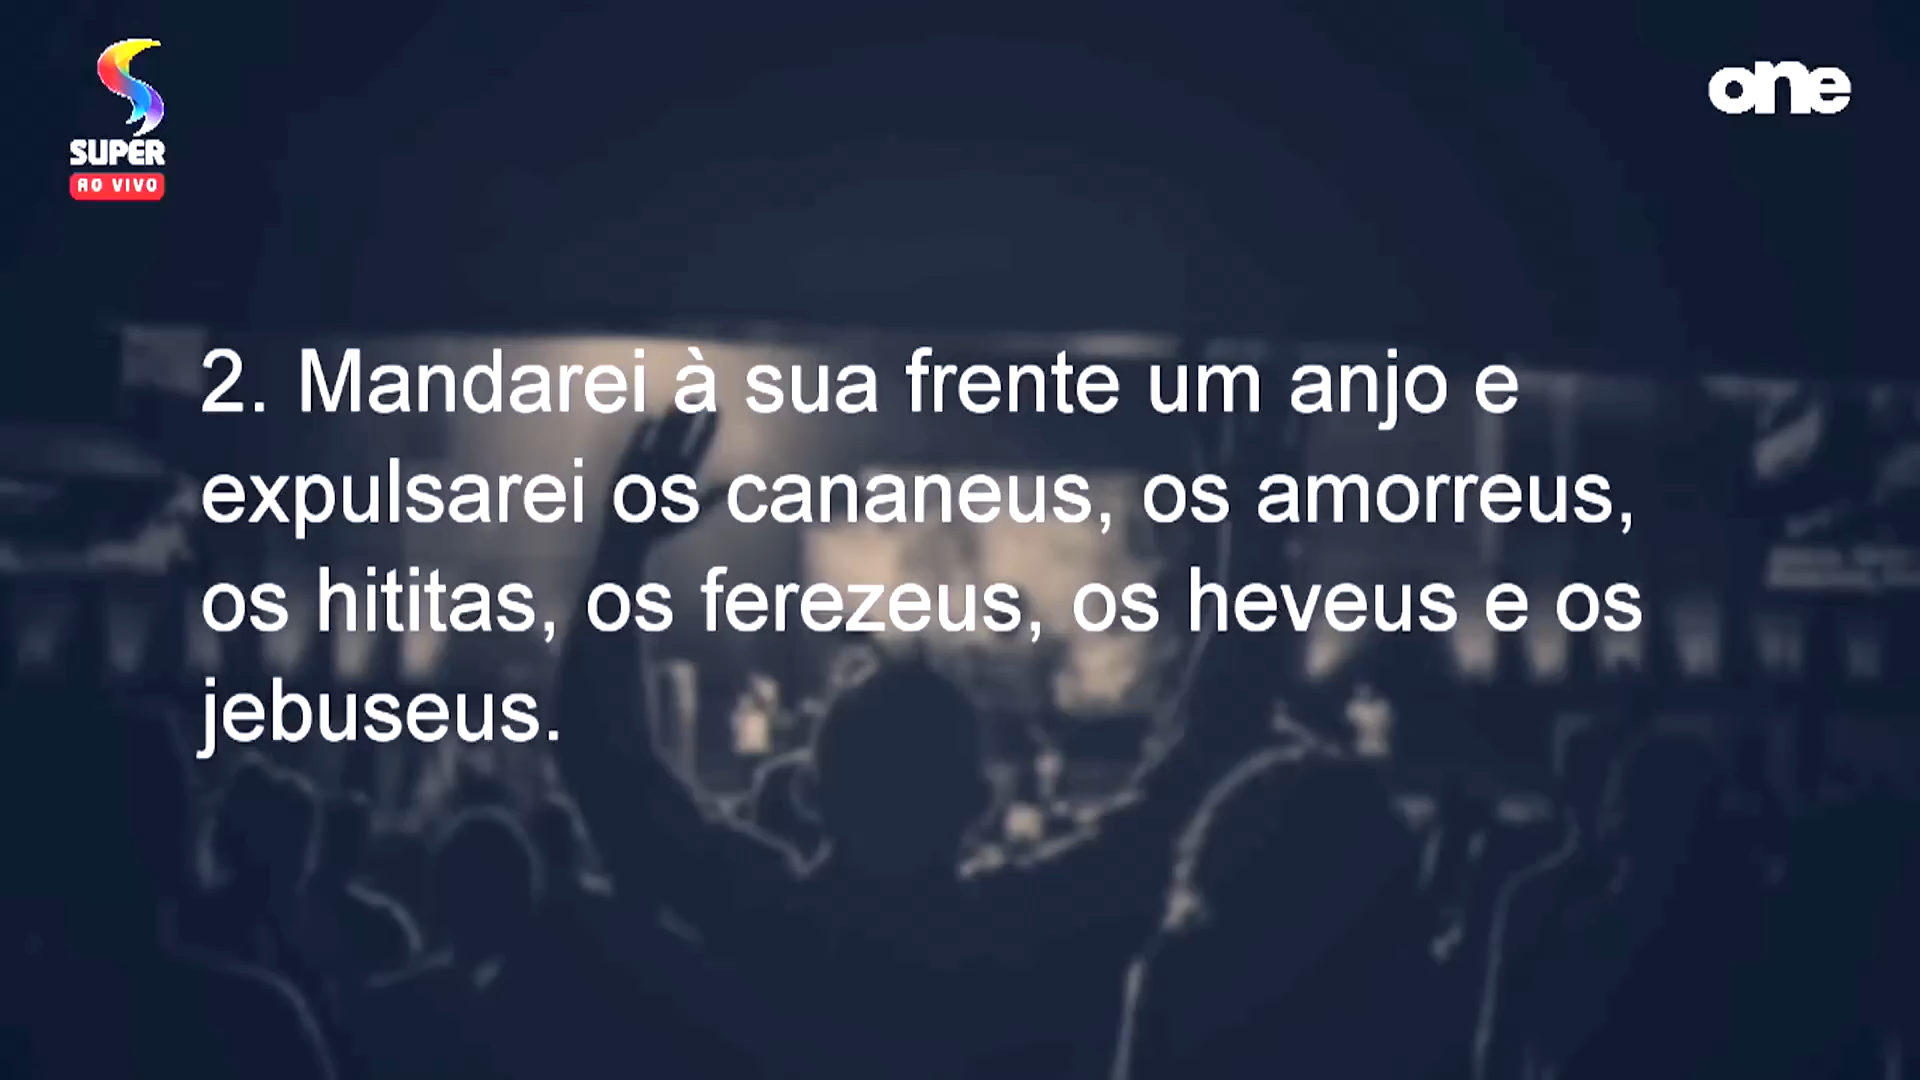 SUPER
AO VIVO
one
2. Mandarei à sua frente um anjo e
expulsarei os cananeus, os amorreus,
os hititas, os ferezeus, os heveus e os
jebuseus.